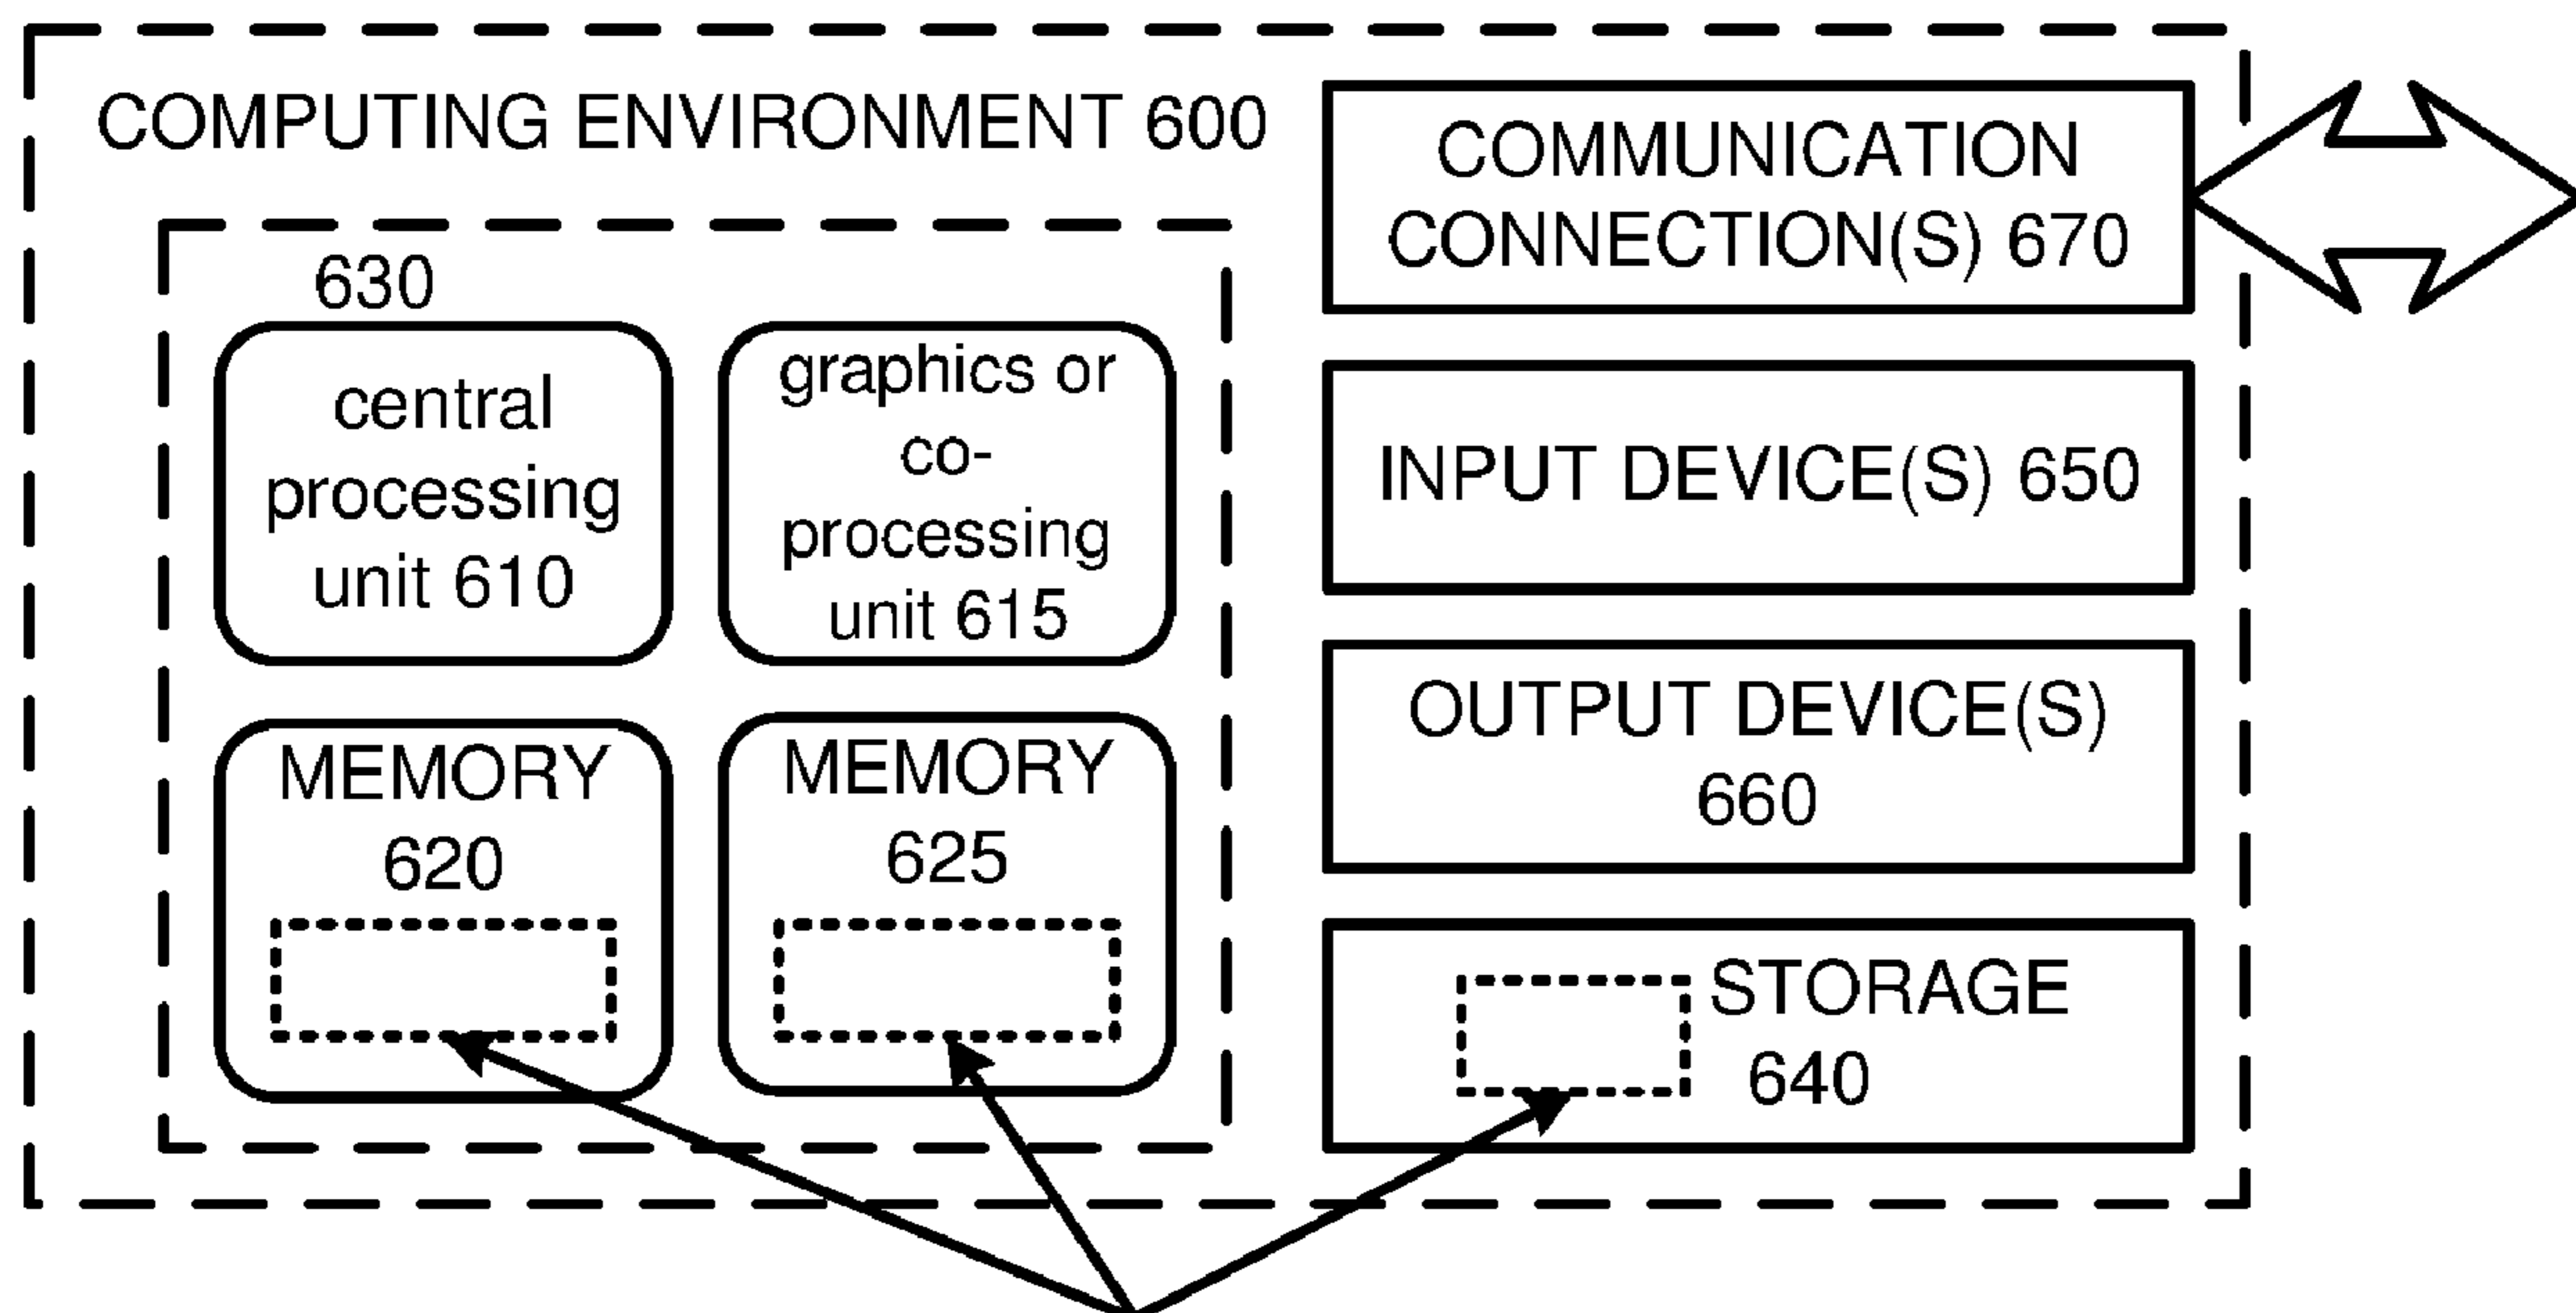 COMPUTING ENVIRONMENT 600
630
central
processing
unit 610
graphics or
co-
processing
unit 615
MEMORY
620
MEMORY
625
COMMUNICATION
CONNECTION(S) 670
INPUT DEVICE(S) 650
OUTPUT DEVICE(S)
660
STORAGE
640